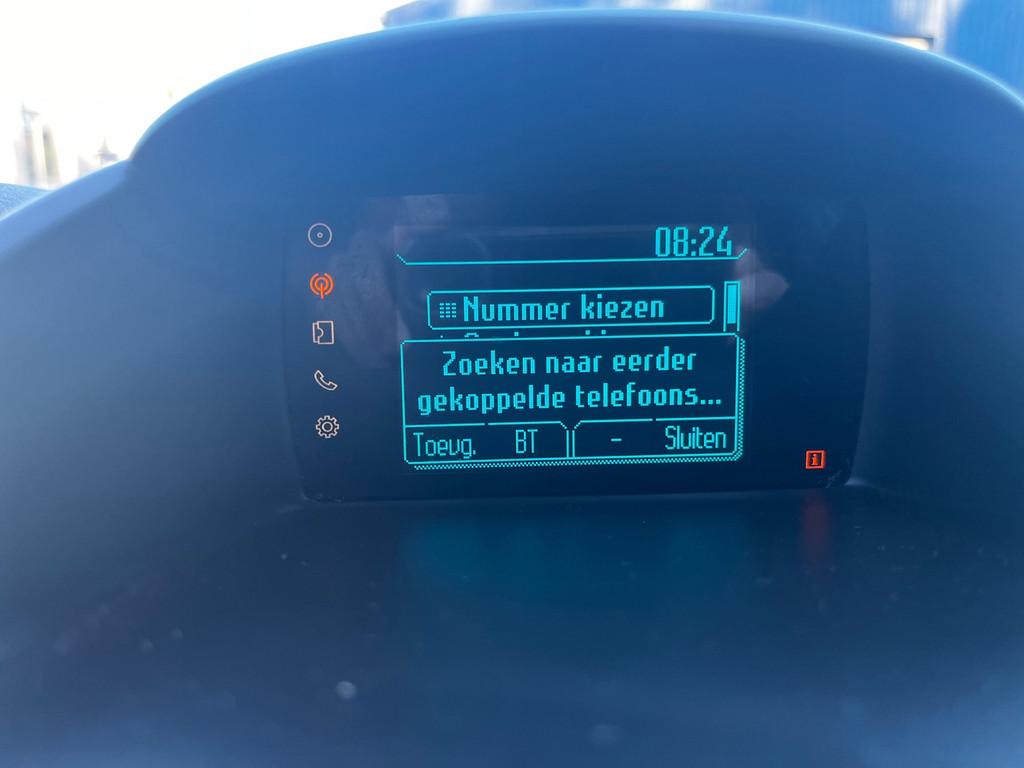 08:24
Nummer kiezen
Zoeken naar eerder
gekoppelde telefoons...
Toevg. BT - Sluiten
i